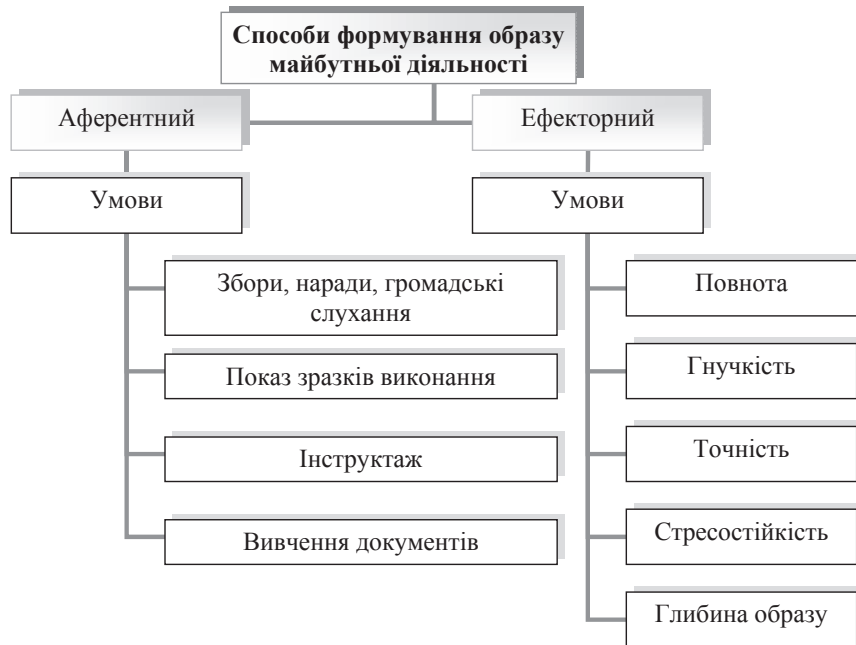 Способи формування образу
майбутньої діяльності
Аферентний
Ефекторний
Умови
Умови
Збори, наради, громадські
слухання
Показ зразків виконання
Інструктаж
Вивчення документів
Повнота
Гнучкість
Точність
Стресостійкість
Глибина образу